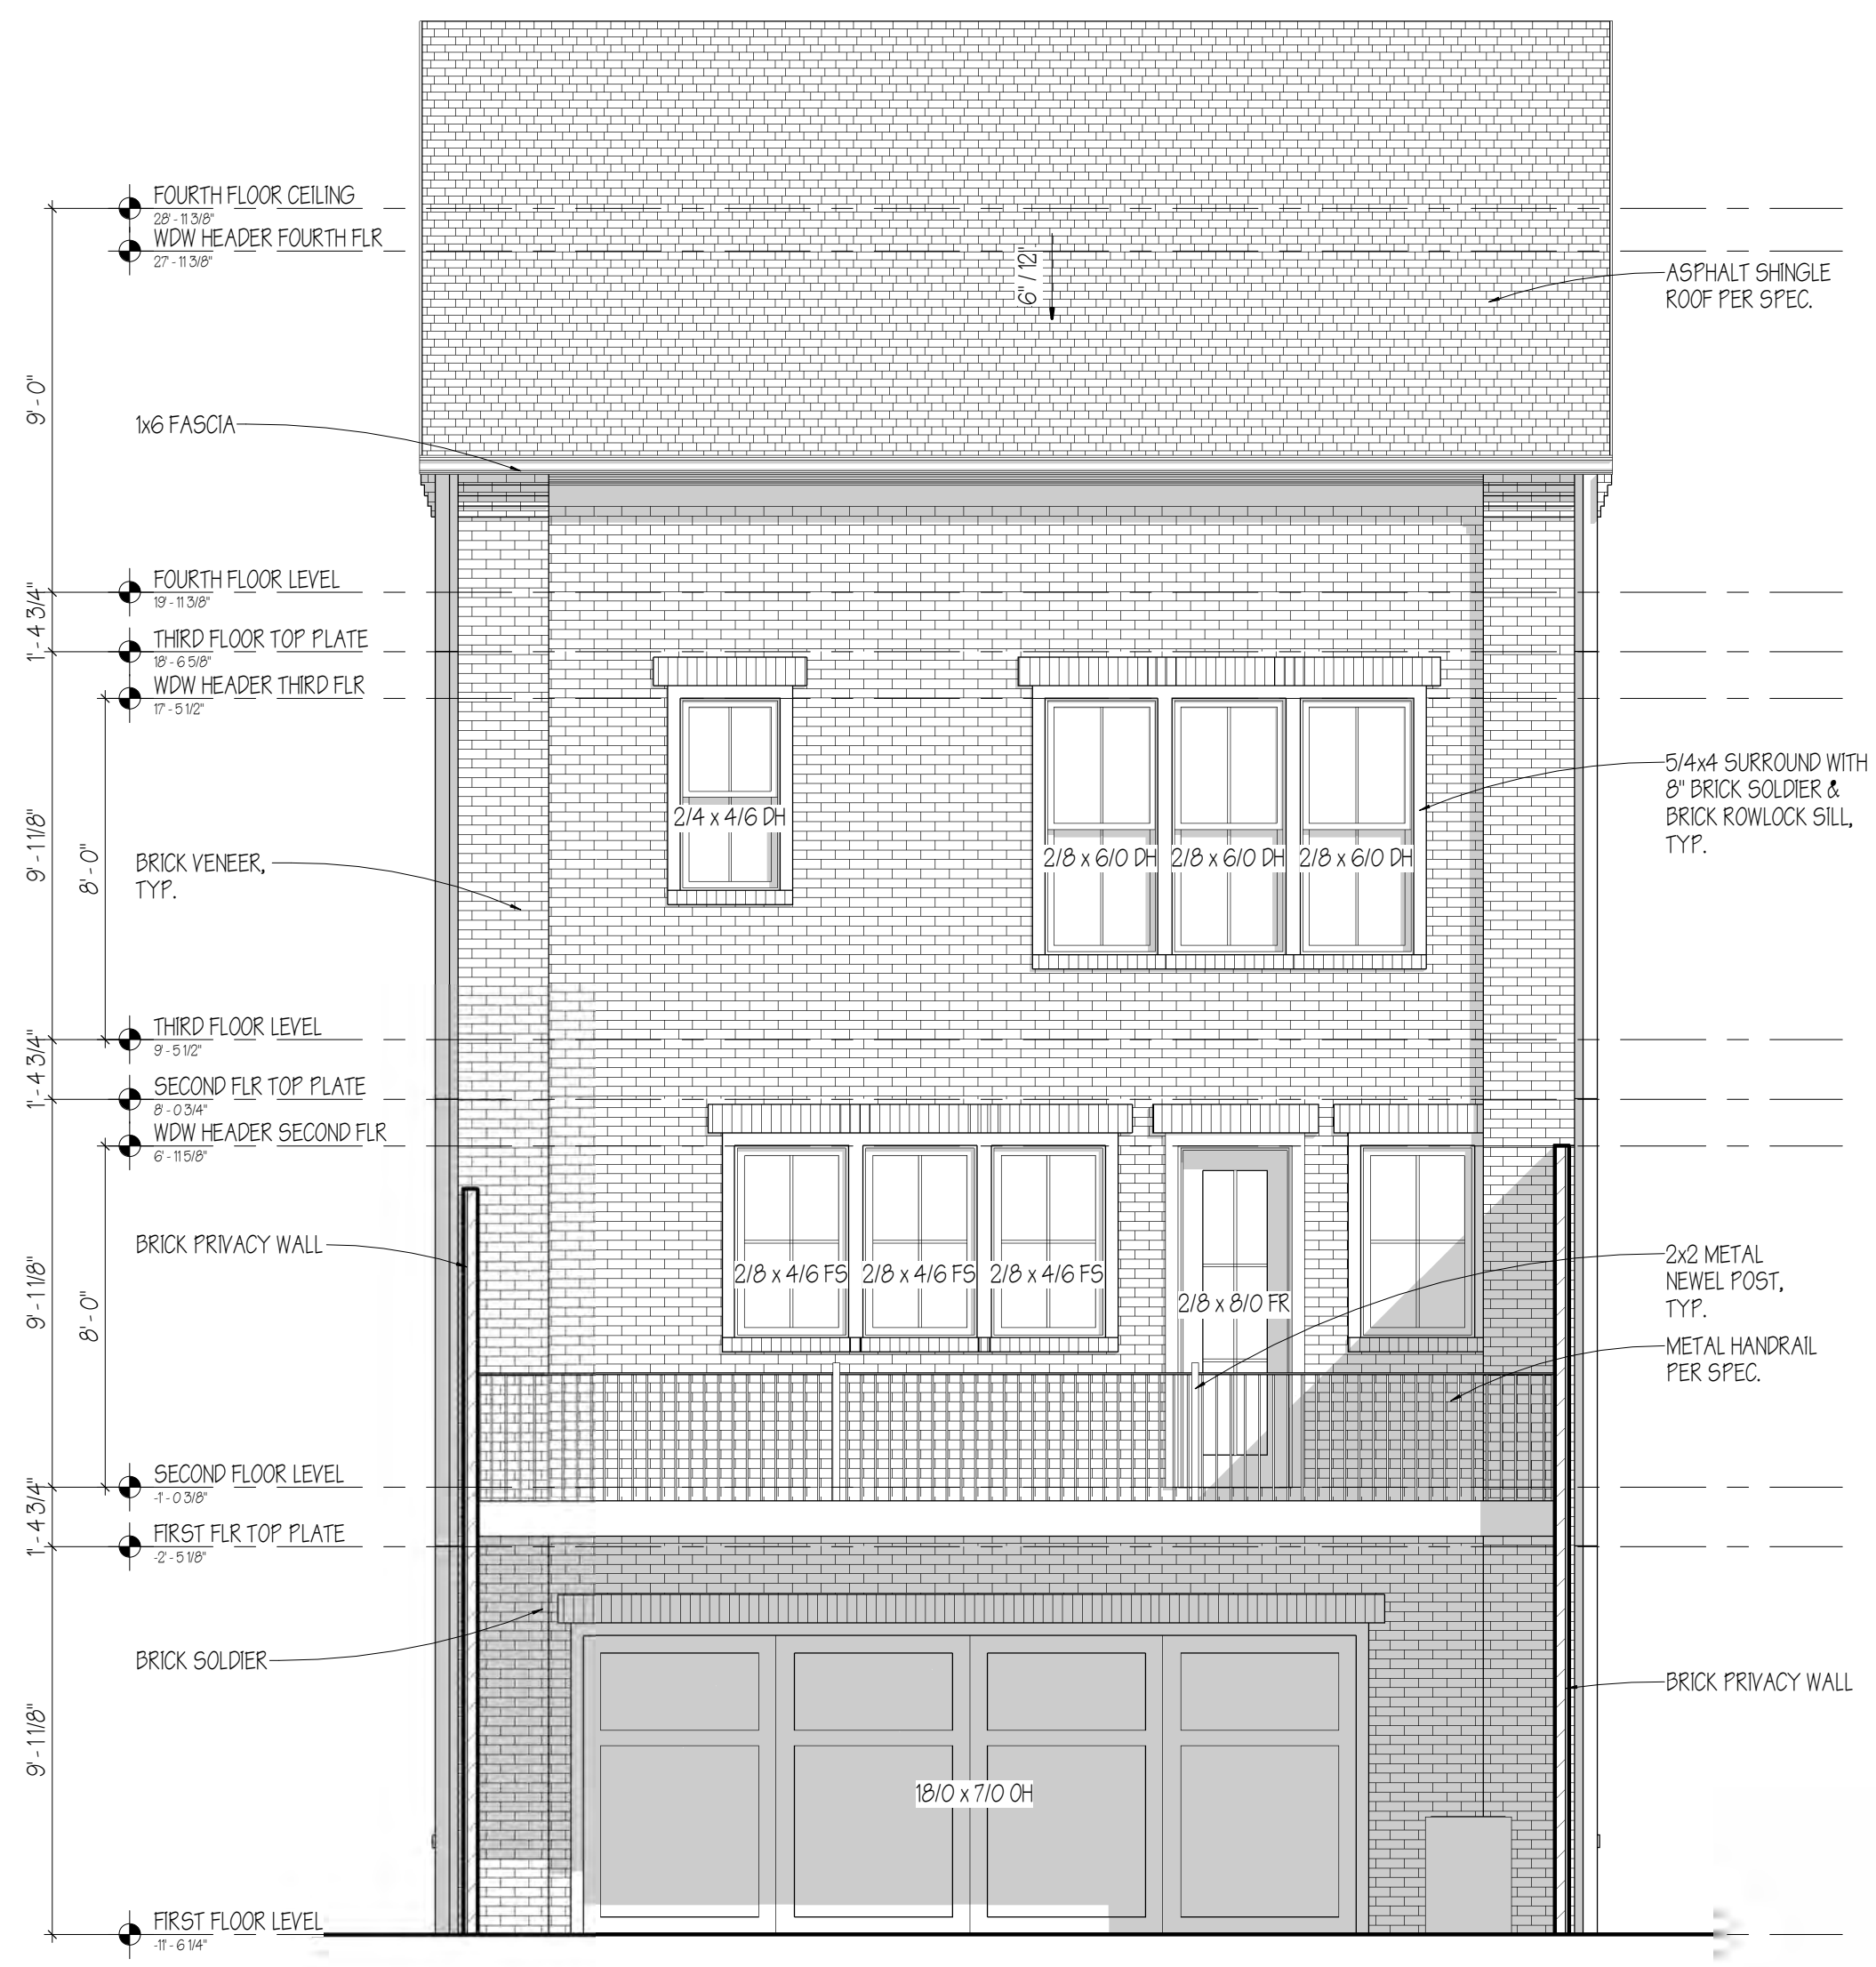 FOURTH FLOOR CEILING
28' - 11 3/8"
WDW HEADER FOURTH FLR
27' - 11 3/8"
6" / 12"
ASPHALT SHINGLE
ROOF PER SPEC.
9' - 0"
1x6 FASCIA
FOURTH FLOOR LEVEL
19' - 11 3/8"
1' - 4 3/4"
THIRD FLOOR TOP PLATE
18' - 6 5/8"
WDW HEADER THIRD FLR
17' - 5 1/2"
5/4x4 SURROUND WITH
8" BRICK SOLDIER &
BRICK ROWLOCK SILL,
TYP.
2/4 x 4/6 DH
2/8 x 6/0 DH
2/8 x 6/0 DH
2/8 x 6/0 DH
9' - 1 1/8"
8' - 0"
BRICK VENEER,
TYP.
THIRD FLOOR LEVEL
9' - 5 1/2"
1' - 4 3/4"
SECOND FLR TOP PLATE
8' - 0 3/4"
WDW HEADER SECOND FLR
6' - 11 5/8"
BRICK PRIVACY WALL
2/8 x 4/6 FS
2/8 x 4/6 FS
2/8 x 4/6 FS
2/8 x 8/0 FR
2x2 METAL
NEWEL POST,
TYP.
METAL HANDRAIL
PER SPEC.
9' - 1 1/8"
8' - 0"
SECOND FLOOR LEVEL
-1' - 0 3/8"
1' - 4 3/4"
FIRST FLR TOP PLATE
-2' - 5 1/8"
BRICK SOLDIER
BRICK PRIVACY WALL
9' - 1 1/8"
18/0 x 7/0 OH
FIRST FLOOR LEVEL
-11' - 6 1/4"